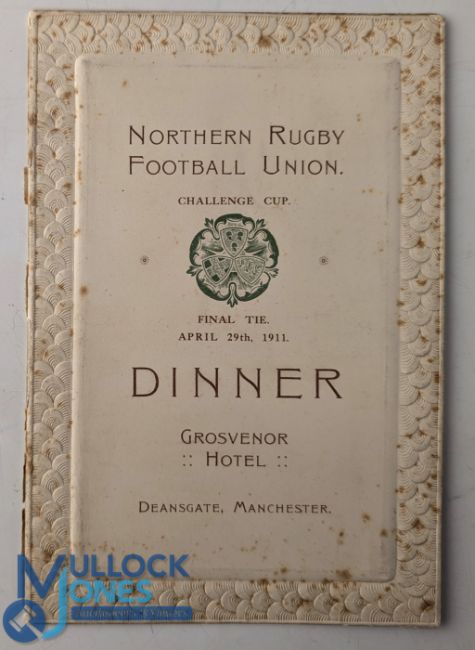 NORTHERN RUGBY
FOOTBALL UNION.
CHALLENGE CUP.
FINAL TIE.
APRIL 29th, 1911.
DINNER
GROSVENOR
:: HOTEL ::
DEANSGATE, MANCHESTER.
MULLOCK
JONES